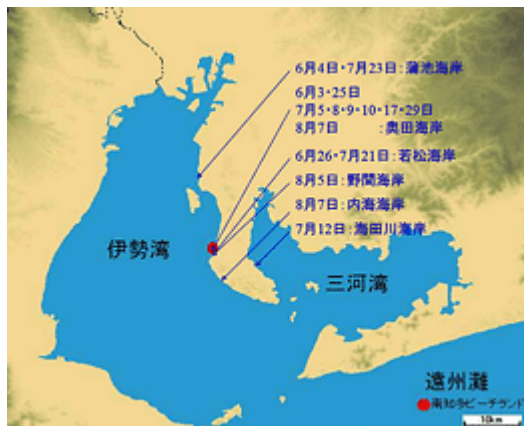 6月4日・7月23日：蒲池海岸
6月3・25日
7月5・8・9・10・17・29日
8月7日　　　：奥田海岸
6月26・7月21日：若松海岸
8月5日：野間海岸
8月7日：内海海岸
7月12日：海田川海岸
伊勢湾
三河湾
遠州灘
南知多ビーチランド
10km